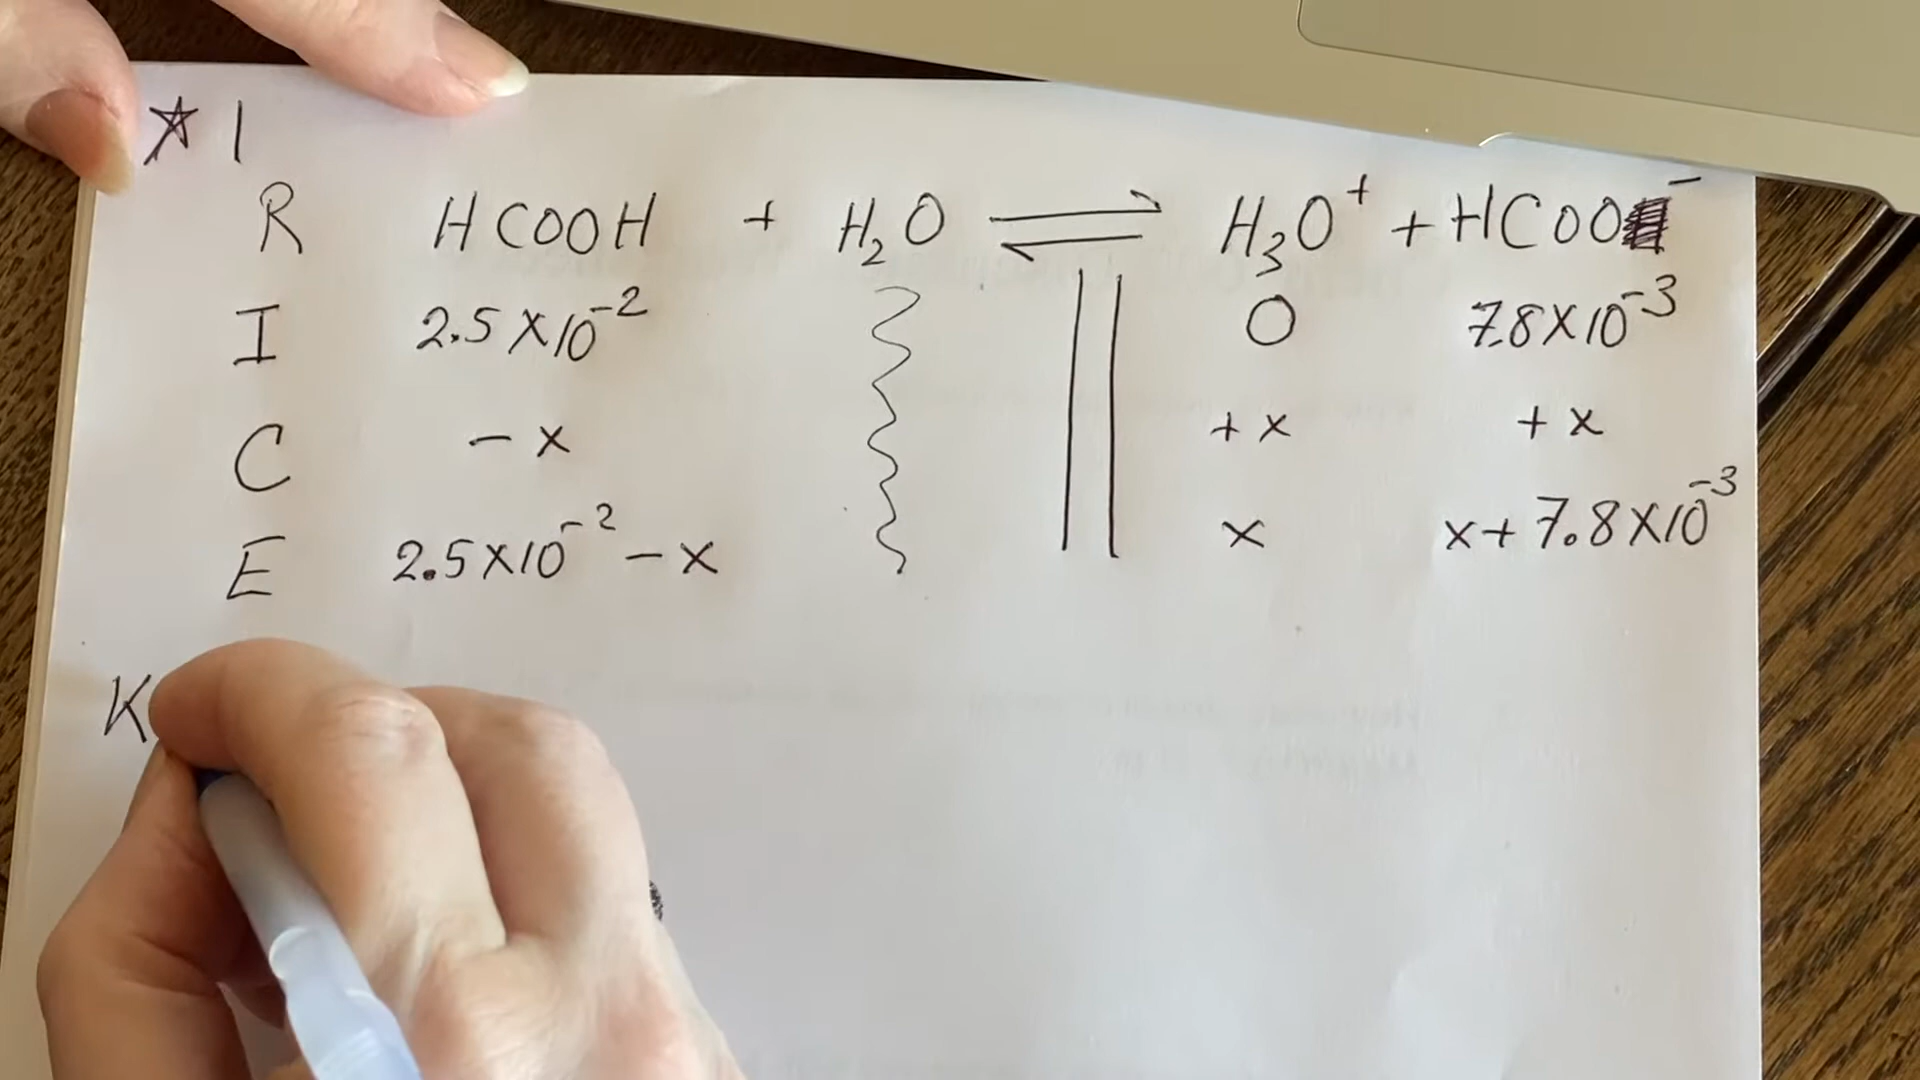 ☆ 1
R HCOOH + H₂O ⇌ H₃O⁺ + HCOO⁻
I 2.5×10⁻² 0 7.8×10⁻³
C - x + x + x
E 2.5×10⁻² - x x x + 7.8×10⁻³
K